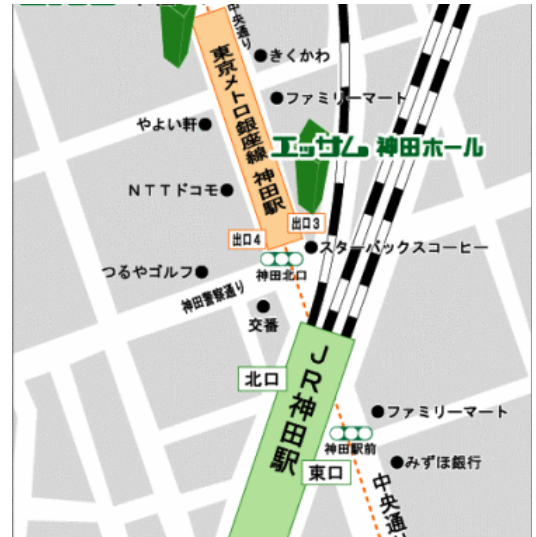 中央通り
きくかわ
ファミリーマート
やよい軒
東京メトロ銀座線 神田駅
エッサム 神田ホール
NTTドコモ
出口3
出口4
スターバックスコーヒー
神田北口
つるやゴルフ
神田警察通り
交番
JR神田駅
北口
ファミリーマート
神田駅前
みずほ銀行
東口
中央通り